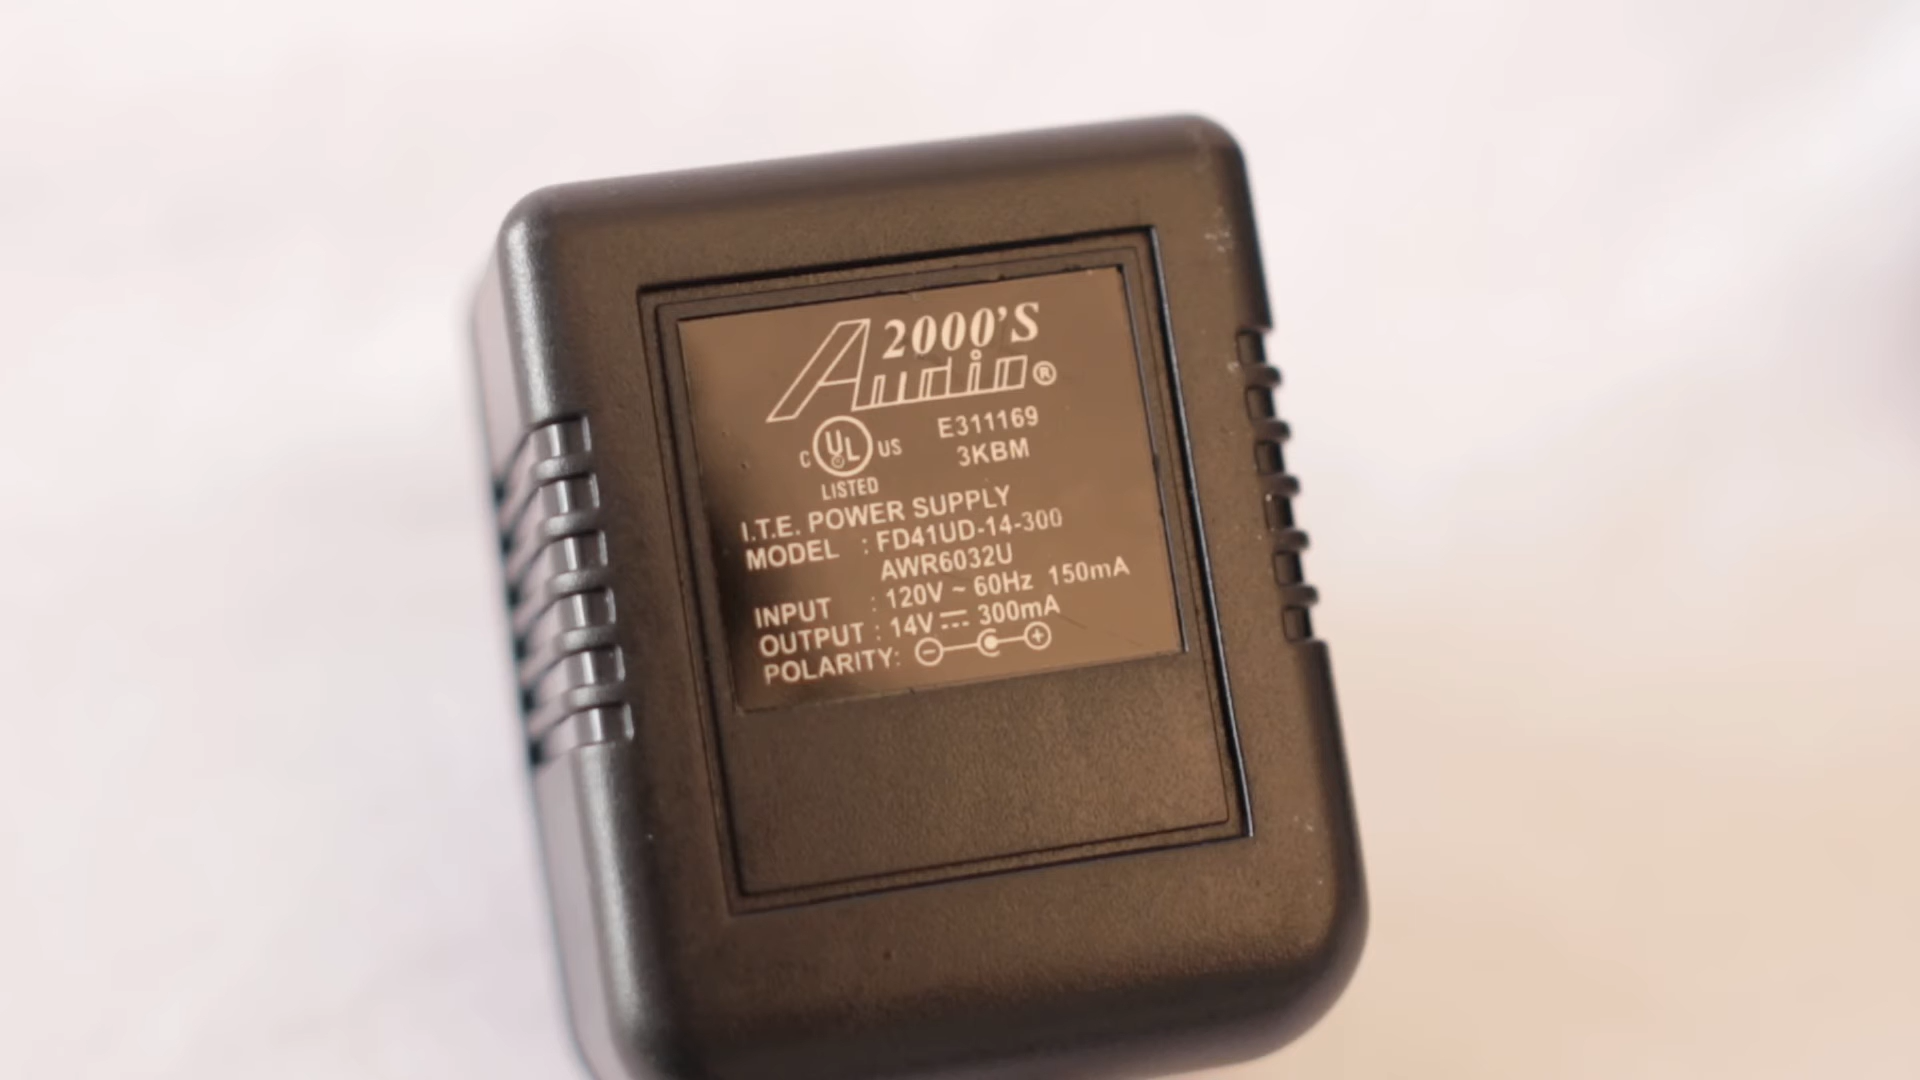 2000'S
Audio®
C UL US E311169
LISTED 3KBM
I.T.E. POWER SUPPLY
MODEL : FD41UD-14-300
AWR6032U
INPUT : 120V ~ 60Hz 150mA
OUTPUT : 14V ⎓ 300mA
POLARITY: − +